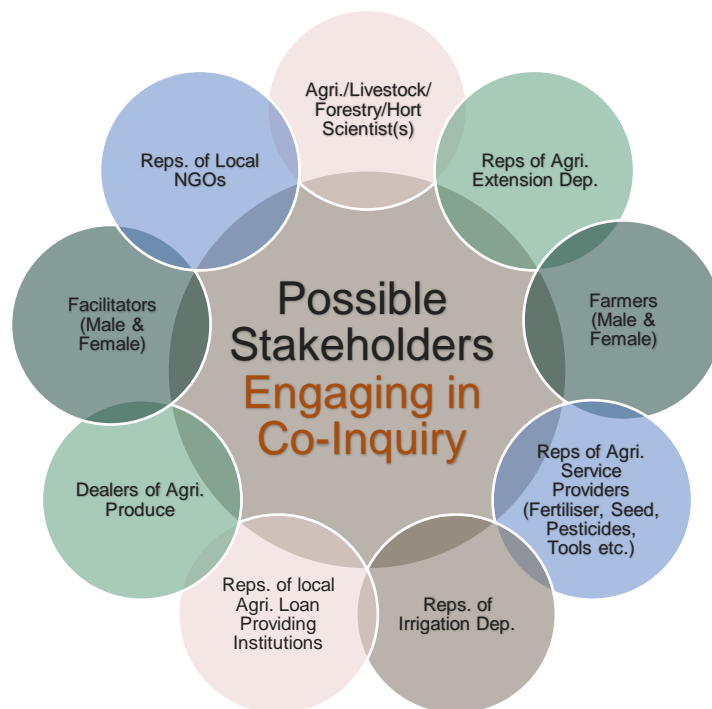 Agri./Livestock/
Forestry/Hort
Scientist(s)
Reps of Agri.
Extension Dep.
Farmers
(Male &
Female)
Reps of Agri.
Service
Providers
(Fertiliser, Seed,
Pesticides,
Tools etc.)
Reps. of
Irrigation Dep.
Reps. of local
Agri. Loan
Providing
Institutions
Dealers of Agri.
Produce
Facilitators
(Male &
Female)
Reps. of Local
NGOs
Possible
Stakeholders
Engaging in
Co-Inquiry